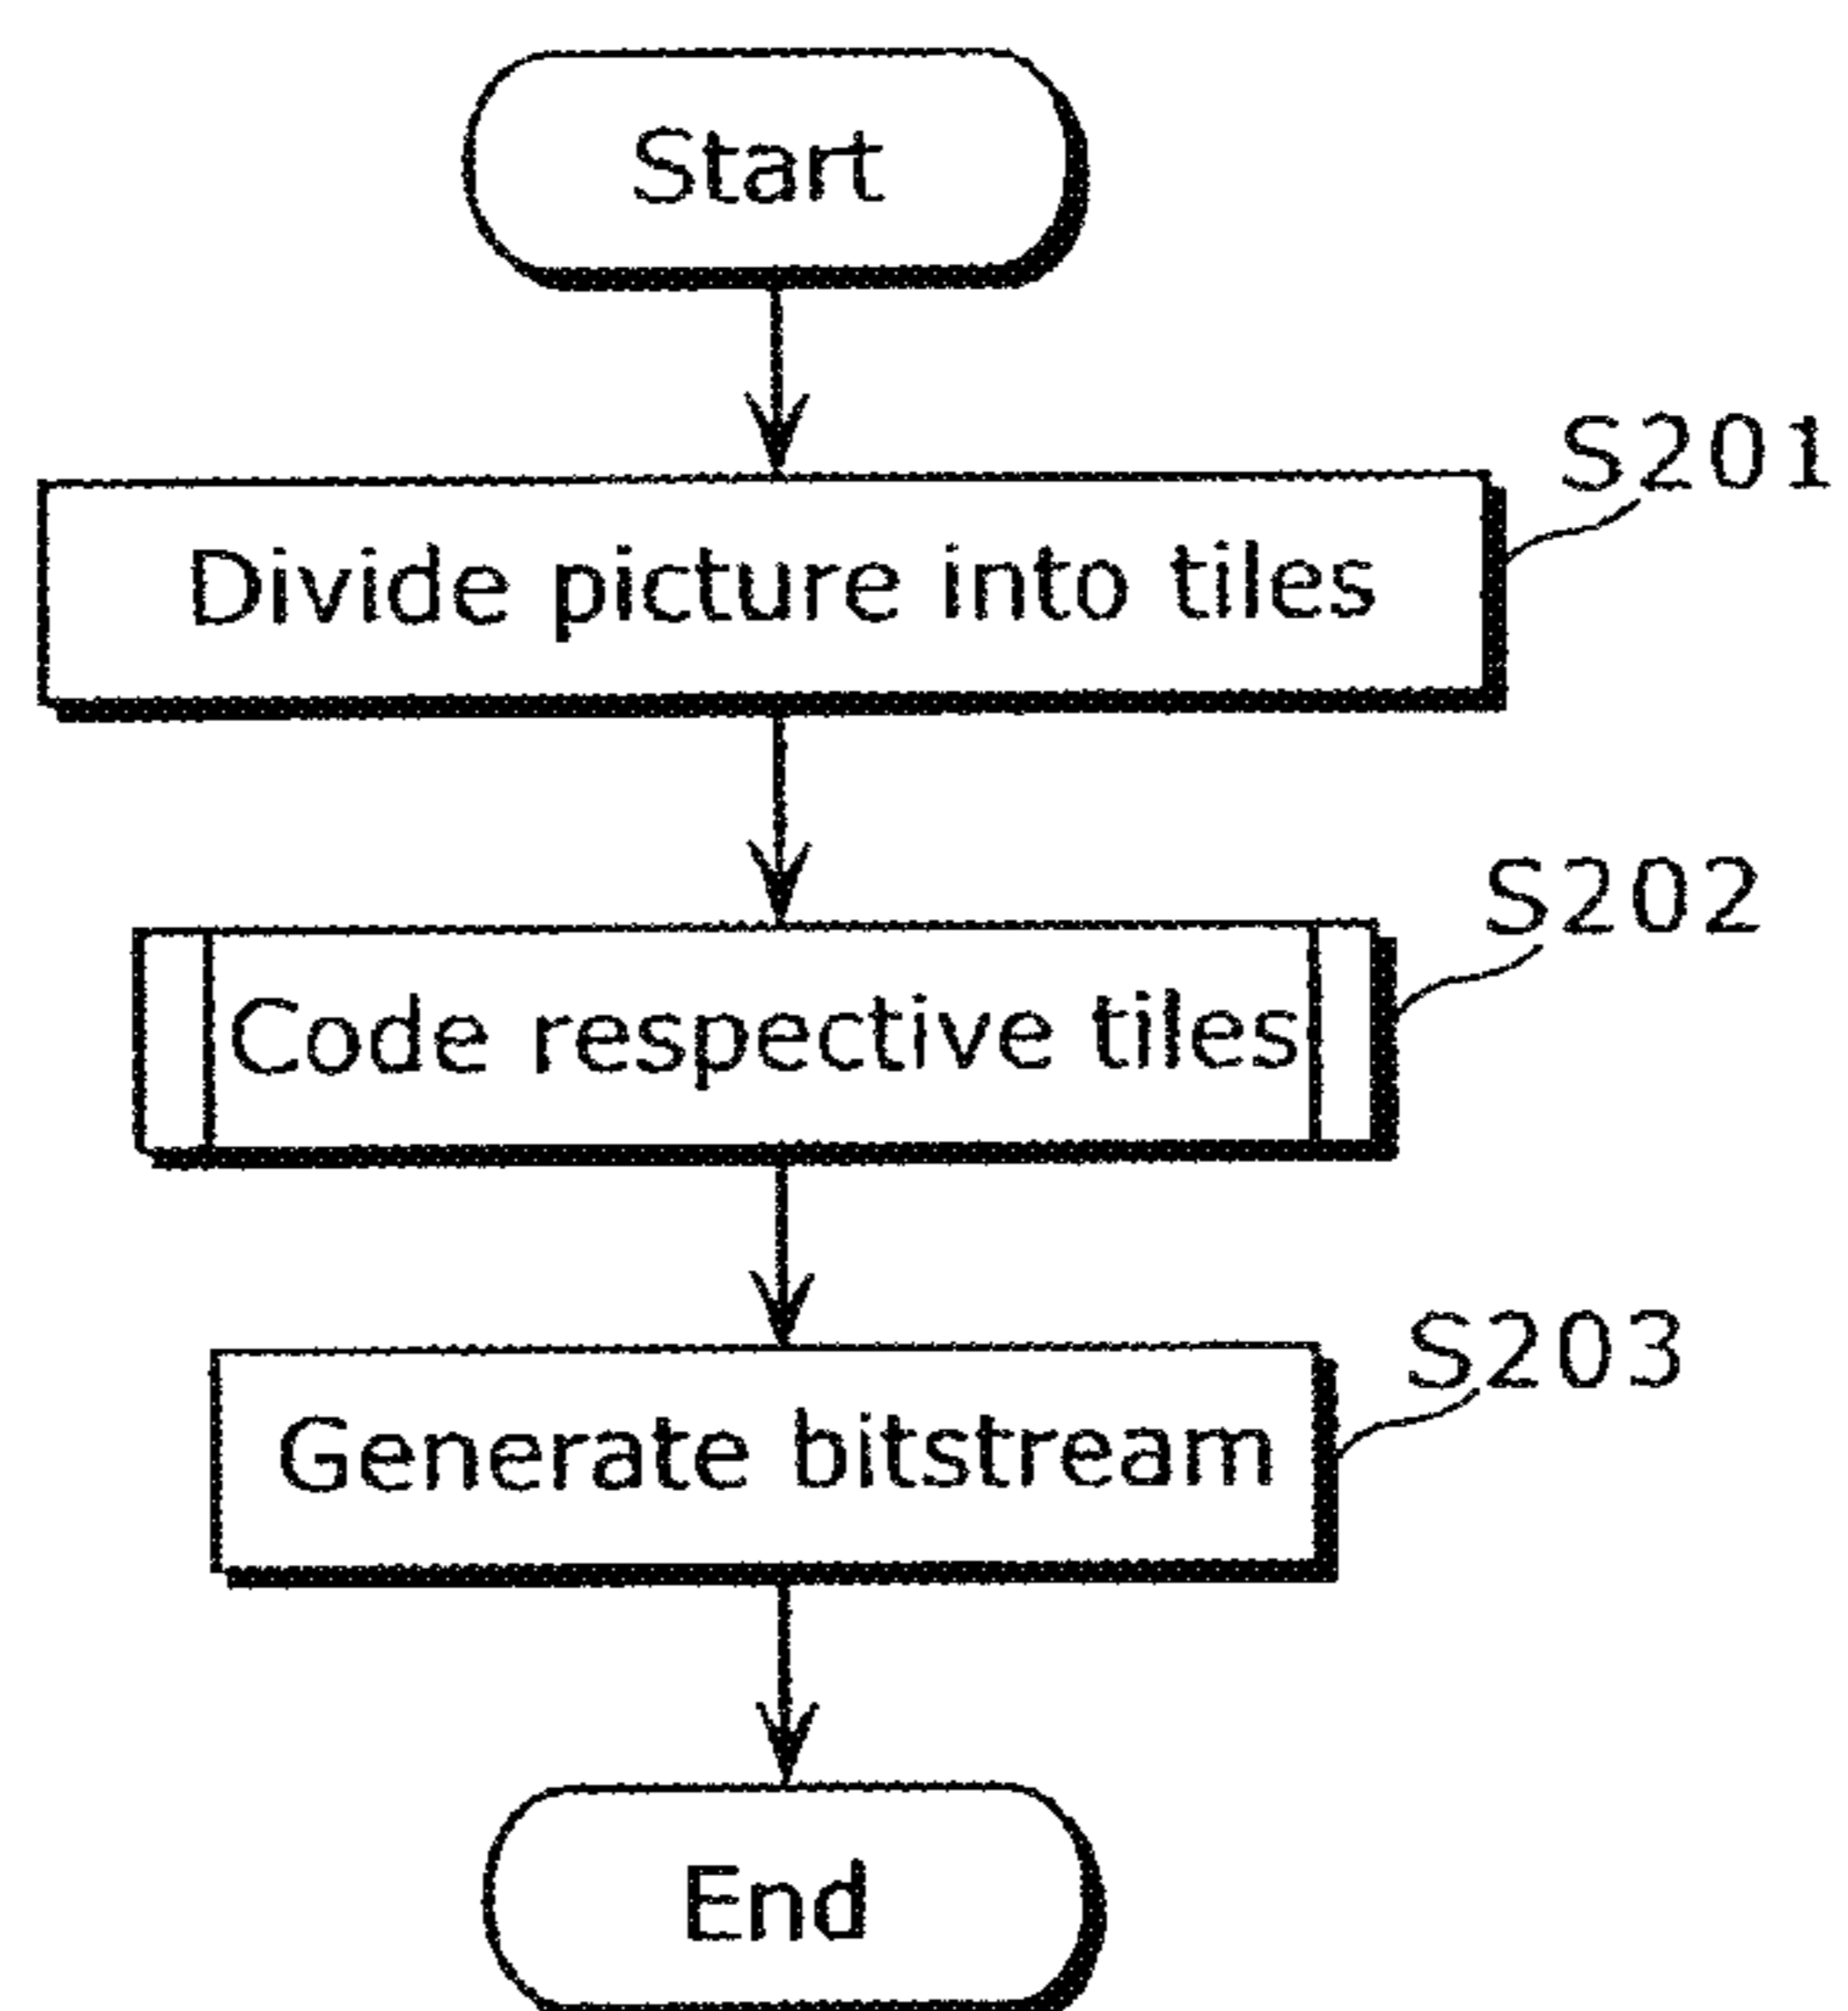 Start
S201
Divide picture into tiles
S202
Code respective tiles
S203
Generate bitstream
End